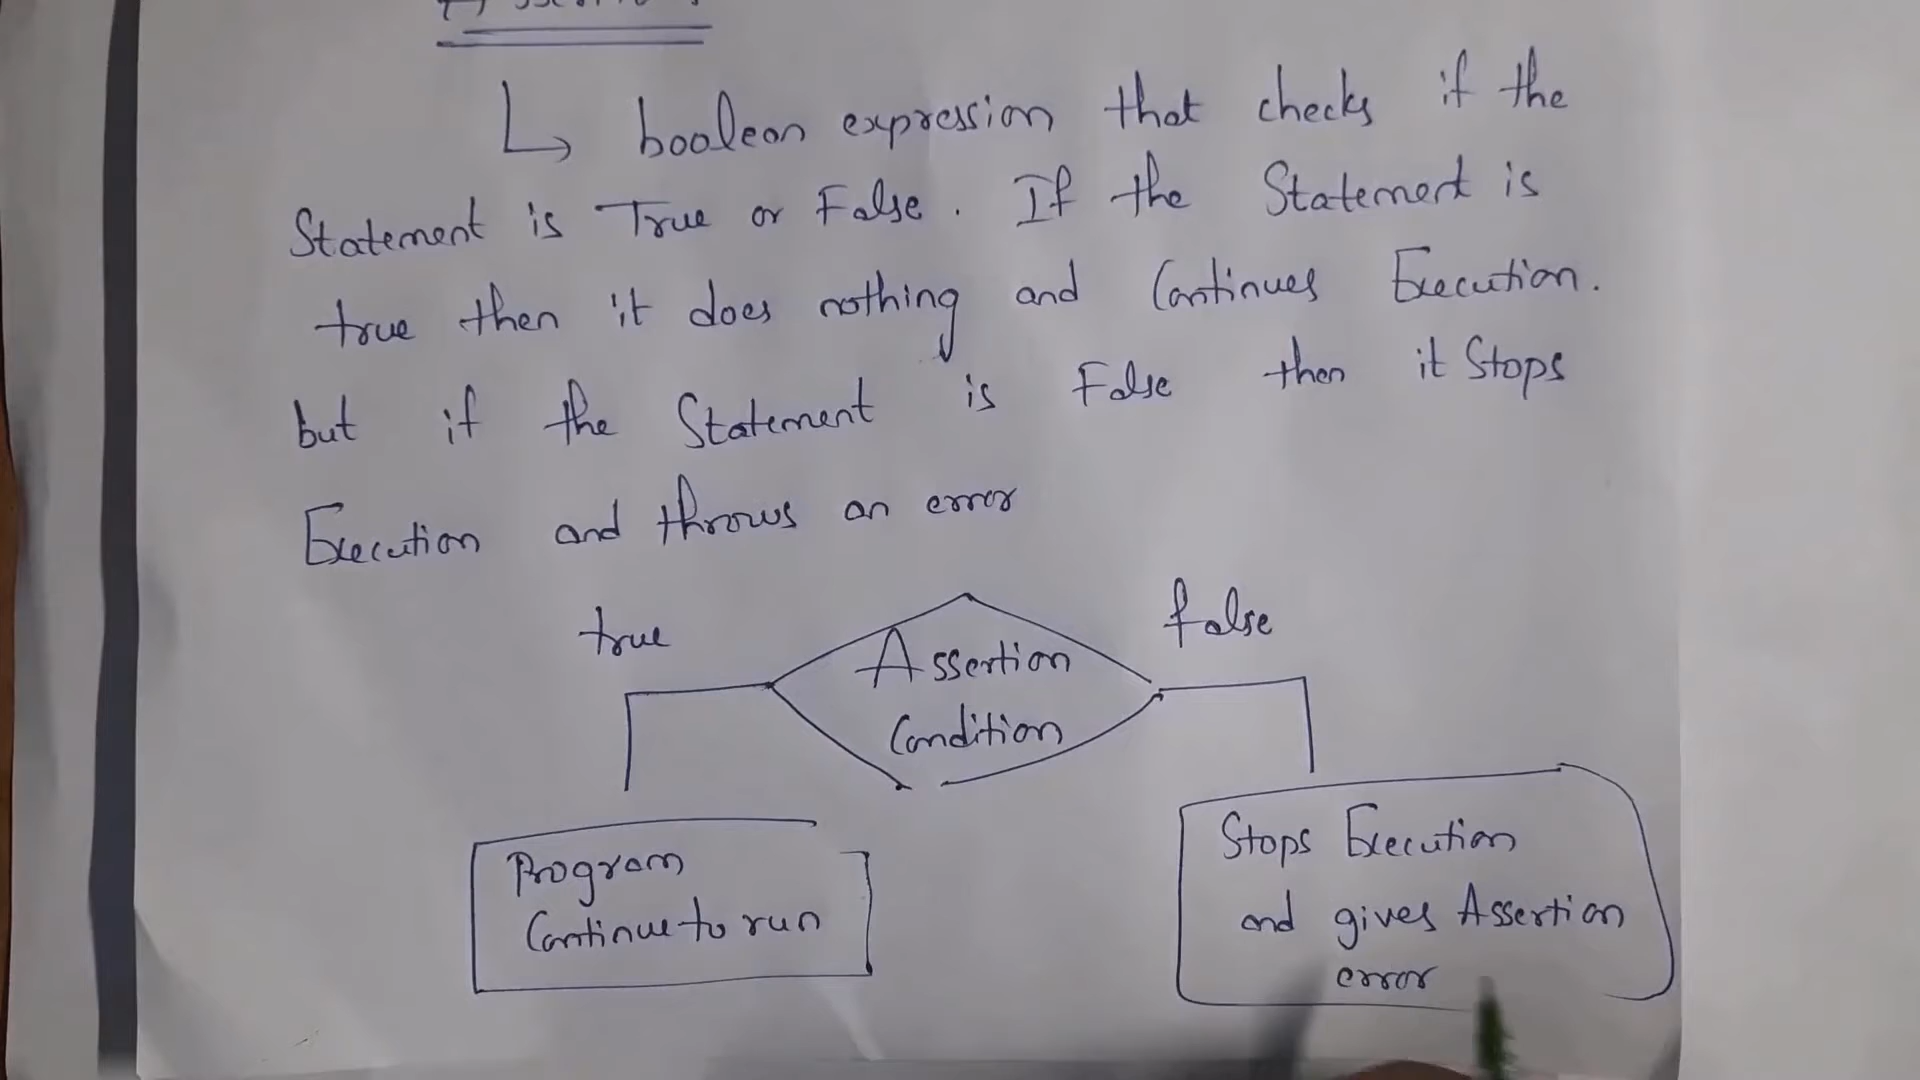 boolean expression that checks if the
Statement is True or False. If the Statement is
true then it does nothing and Continues Execution.
but if the Statement is False then it Stops
Execution and throws an error
true
false
Assertion
Condition
Program
Continue to run
Stops Execution
and gives Assertion
error